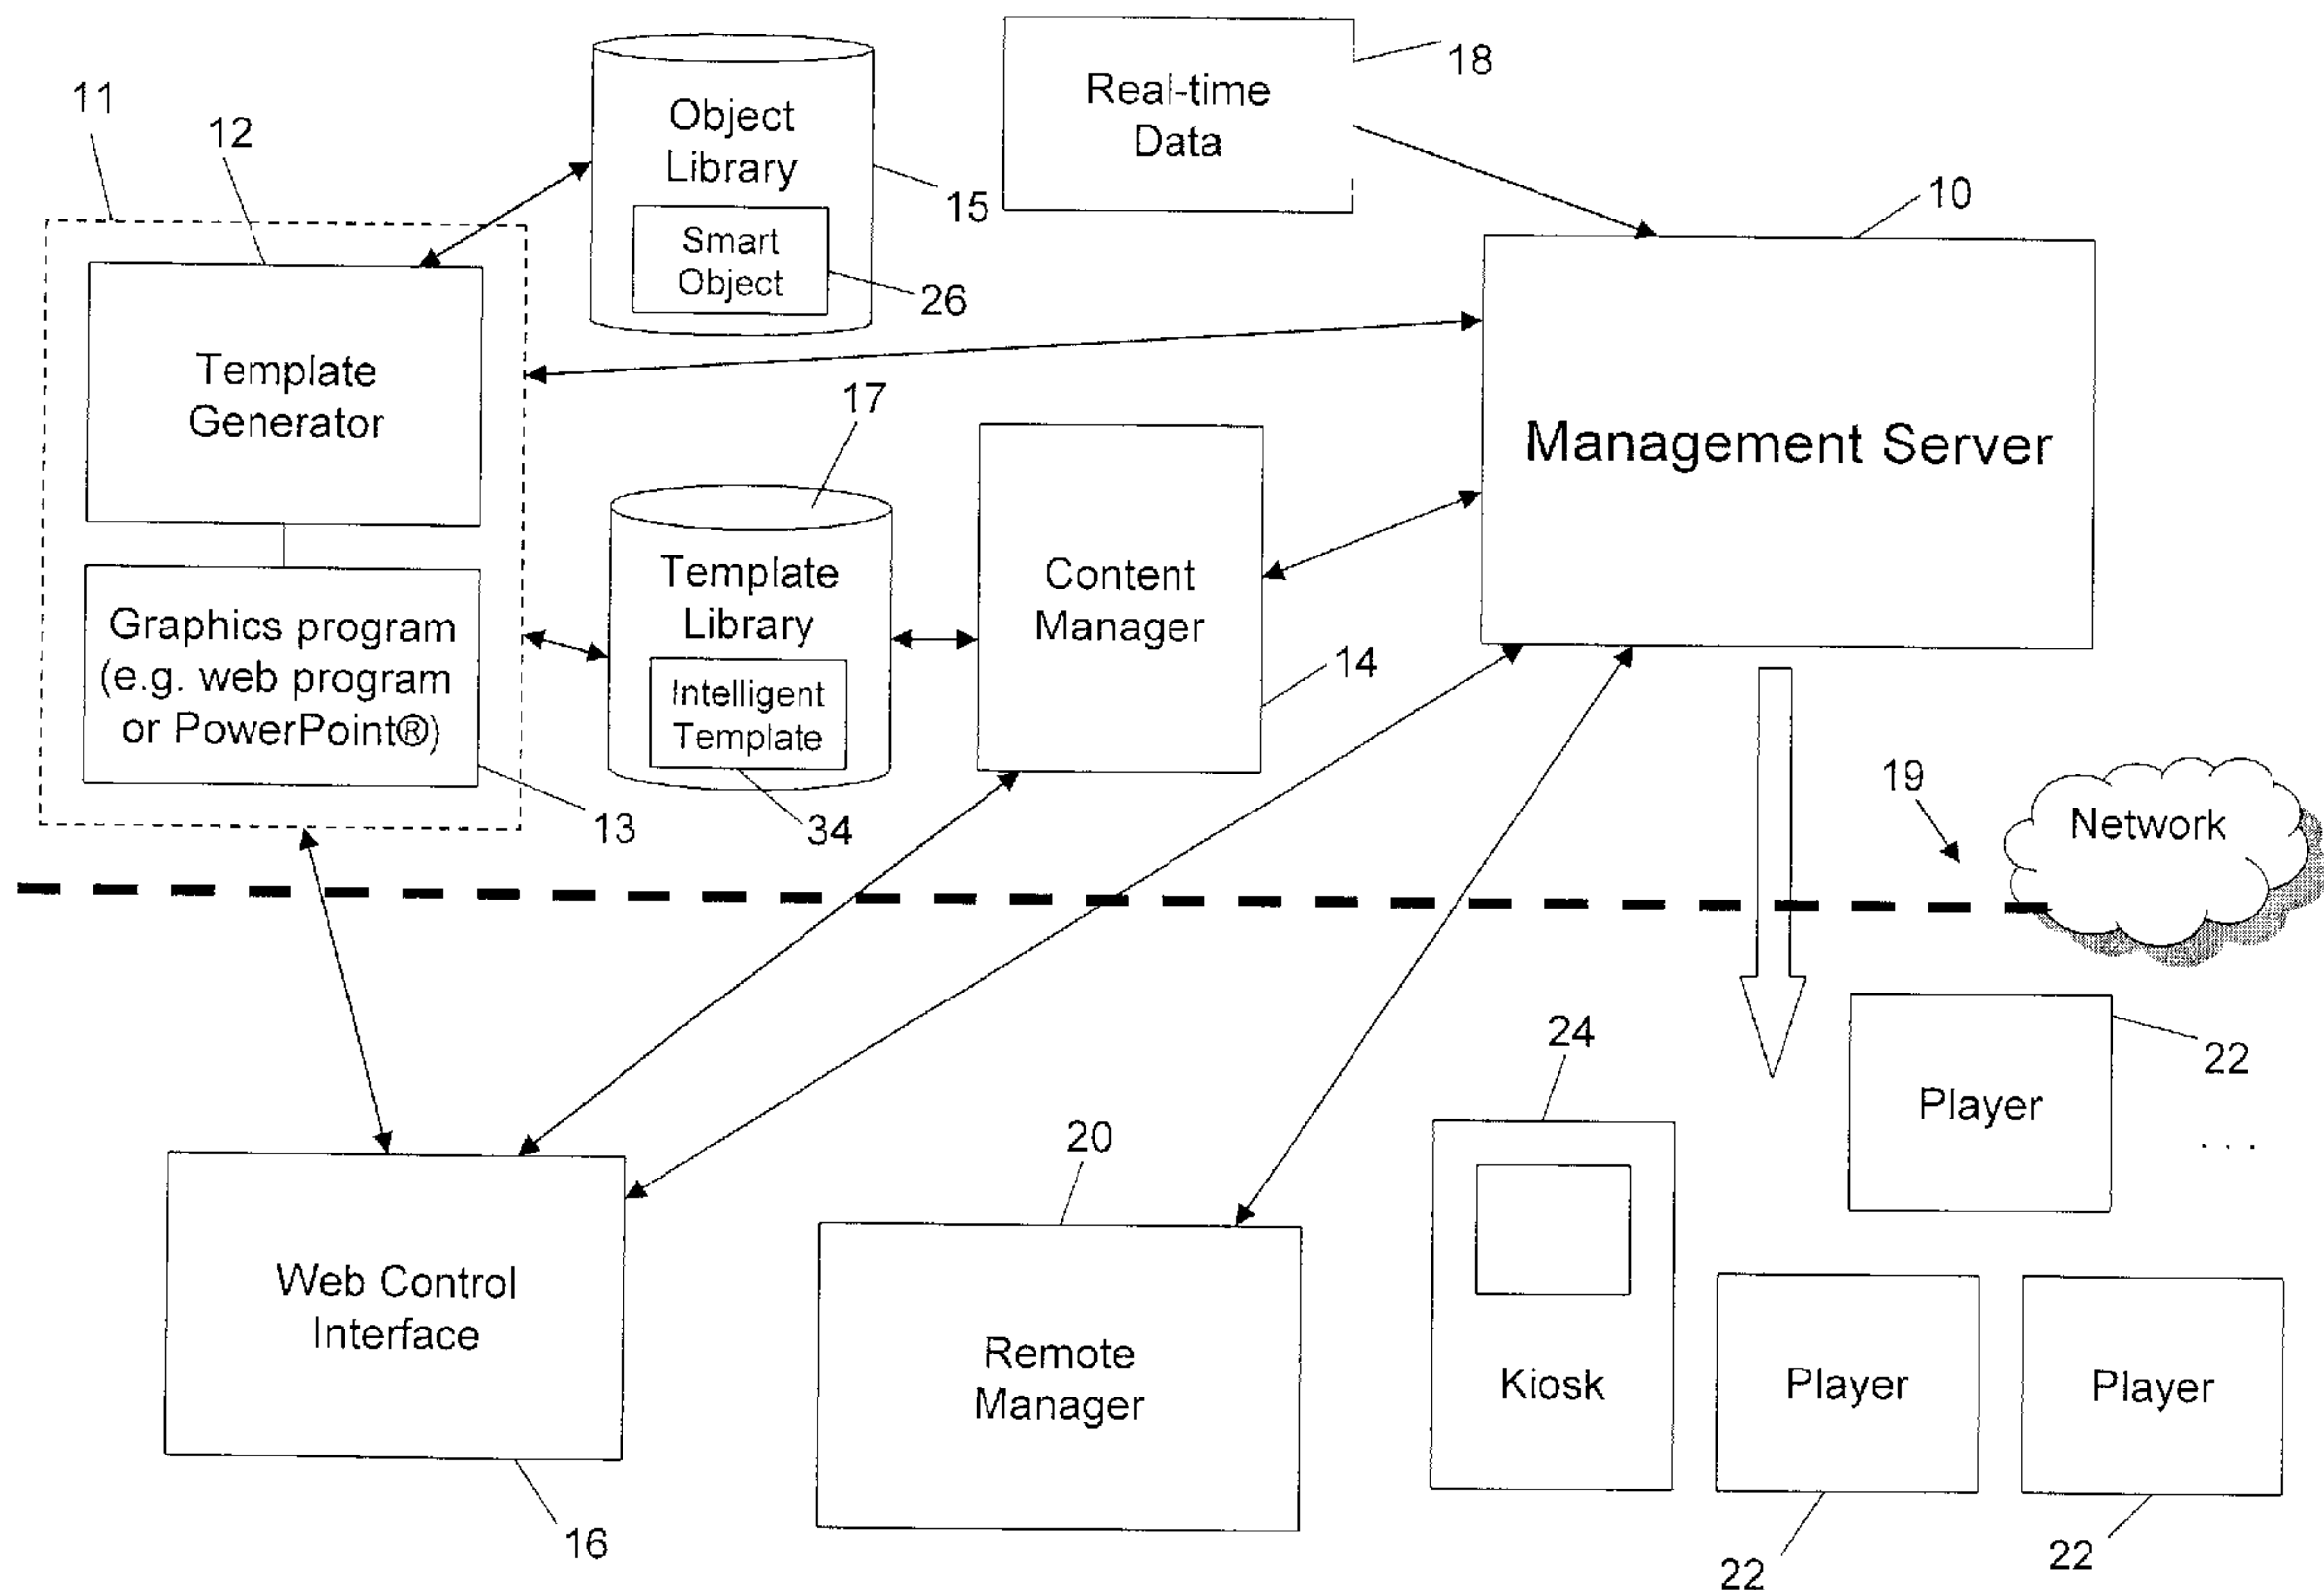 11
12
Object
Library
Smart
Object
15
26
Real-time
Data
18
10
Management Server
Template
Generator
Graphics program
(e.g. web program
or PowerPoint®)
13
17
Template
Library
Intelligent
Template
34
Content
Manager
14
19
Network
Web Control
Interface
16
20
Remote
Manager
24
Kiosk
Player
22
. . .
Player
22
Player
22